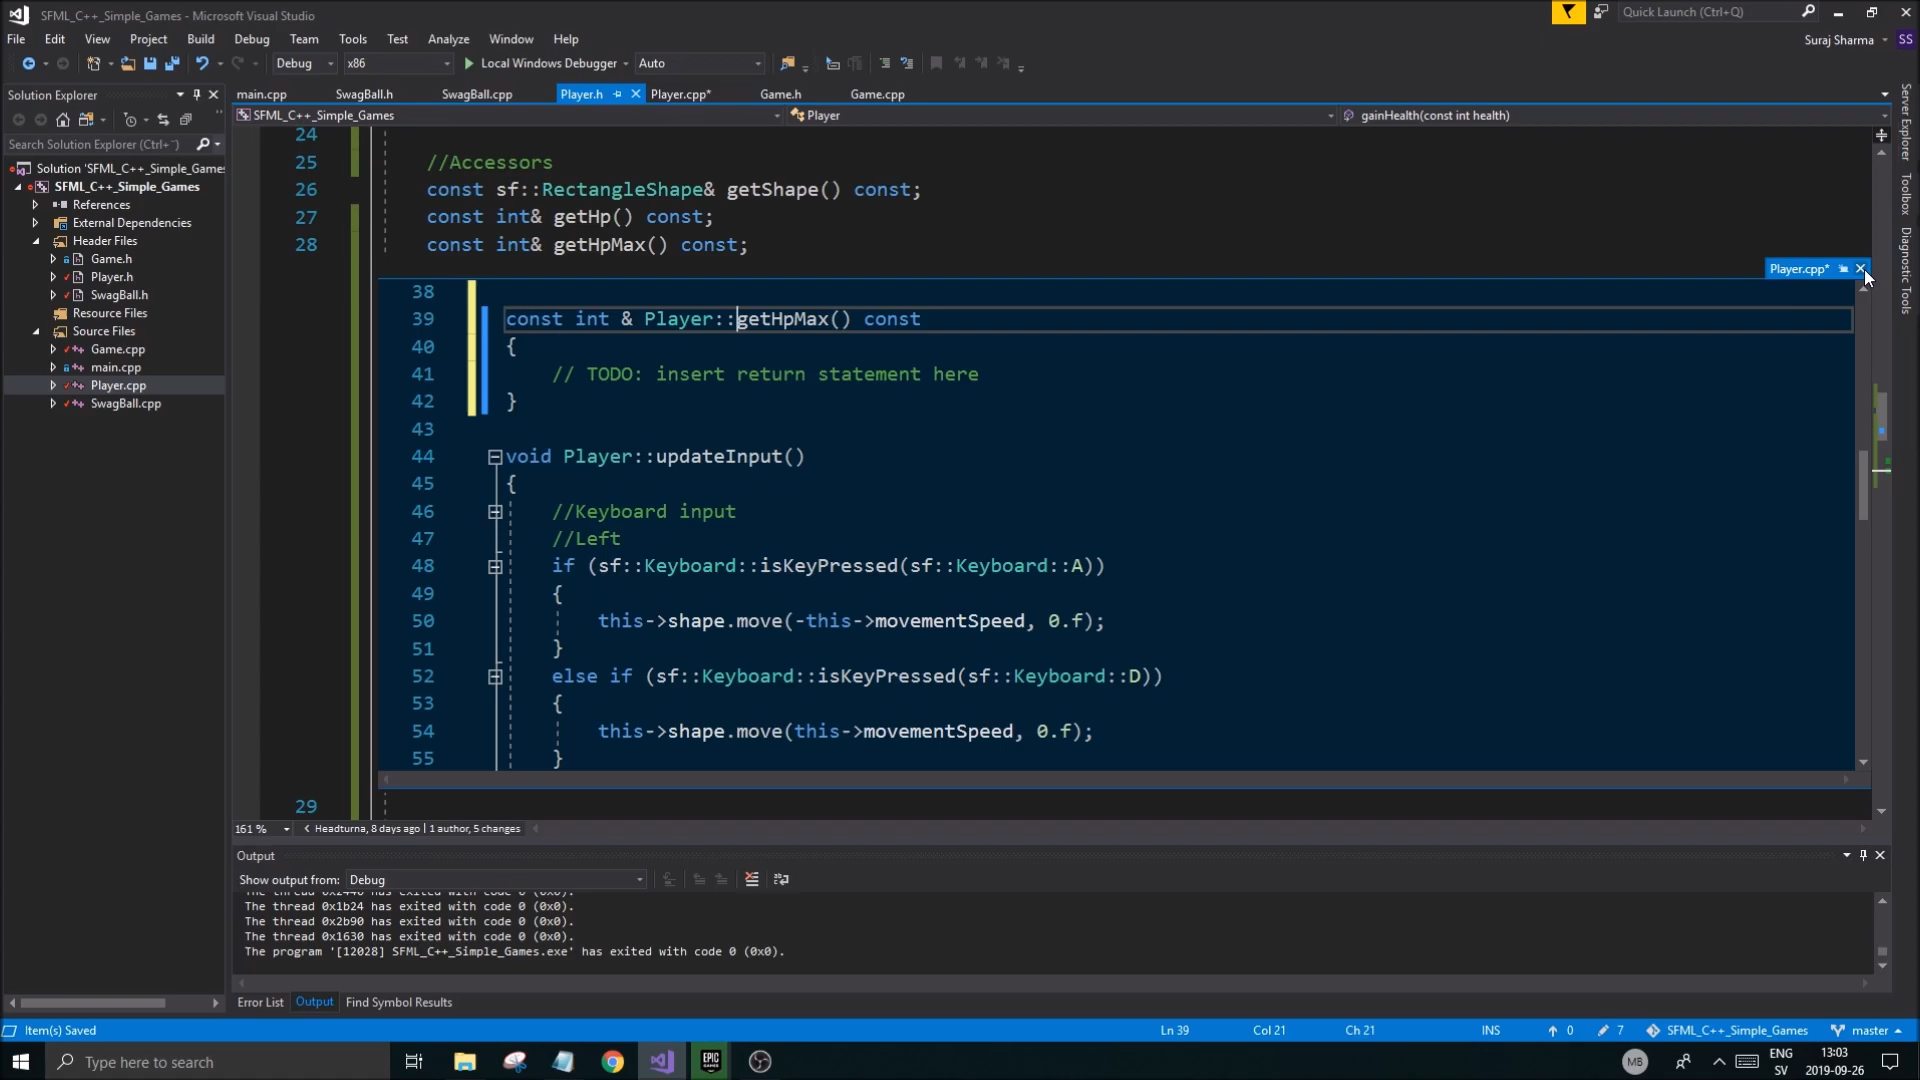 SFML_C++_Simple_Games - Microsoft Visual Studio
Quick Launch (Ctrl+Q)
File Edit View Project Build Debug Team Tools Test Analyze Window Help
Suraj Sharma SS
Debug x86 Local Windows Debugger Auto
Solution Explorer
main.cpp SwagBall.h SwagBall.cpp Player.h Player.cpp* Game.h Game.cpp
SFML_C++_Simple_Games Player gainHealth(const int health)
Search Solution Explorer (Ctrl+¨)
Solution 'SFML_C++_Simple_Games
SFML_C++_Simple_Games
References
External Dependencies
Header Files
Game.h
Player.h
SwagBall.h
Resource Files
Source Files
Game.cpp
main.cpp
Player.cpp
SwagBall.cpp
24
25 //Accessors
26 const sf::RectangleShape& getShape() const;
27 const int& getHp() const;
28 const int& getHpMax() const;
Player.cpp*
38
39 const int & Player::getHpMax() const
40 {
41 // TODO: insert return statement here
42 }
43
44 void Player::updateInput()
45 {
46 //Keyboard input
47 //Left
48 if (sf::Keyboard::isKeyPressed(sf::Keyboard::A))
49 {
50 this->shape.move(-this->movementSpeed, 0.f);
51 }
52 else if (sf::Keyboard::isKeyPressed(sf::Keyboard::D))
53 {
54 this->shape.move(this->movementSpeed, 0.f);
55 }
29
161 % Headturna, 8 days ago | 1 author, 5 changes
Server Explorer
Toolbox
Diagnostic Tools
Output
Show output from: Debug
The thread 0x2440 has exited with code 0 (0x0).
The thread 0x1b24 has exited with code 0 (0x0).
The thread 0x2b90 has exited with code 0 (0x0).
The thread 0x1630 has exited with code 0 (0x0).
The program '[12028] SFML_C++_Simple_Games.exe' has exited with code 0 (0x0).
Error List Output Find Symbol Results
Item(s) Saved Ln 39 Col 21 Ch 21 INS 0 7 SFML_C++_Simple_Games master
Type here to search
EPIC GAMES
MB
ENG
SV
13:03
2019-09-26